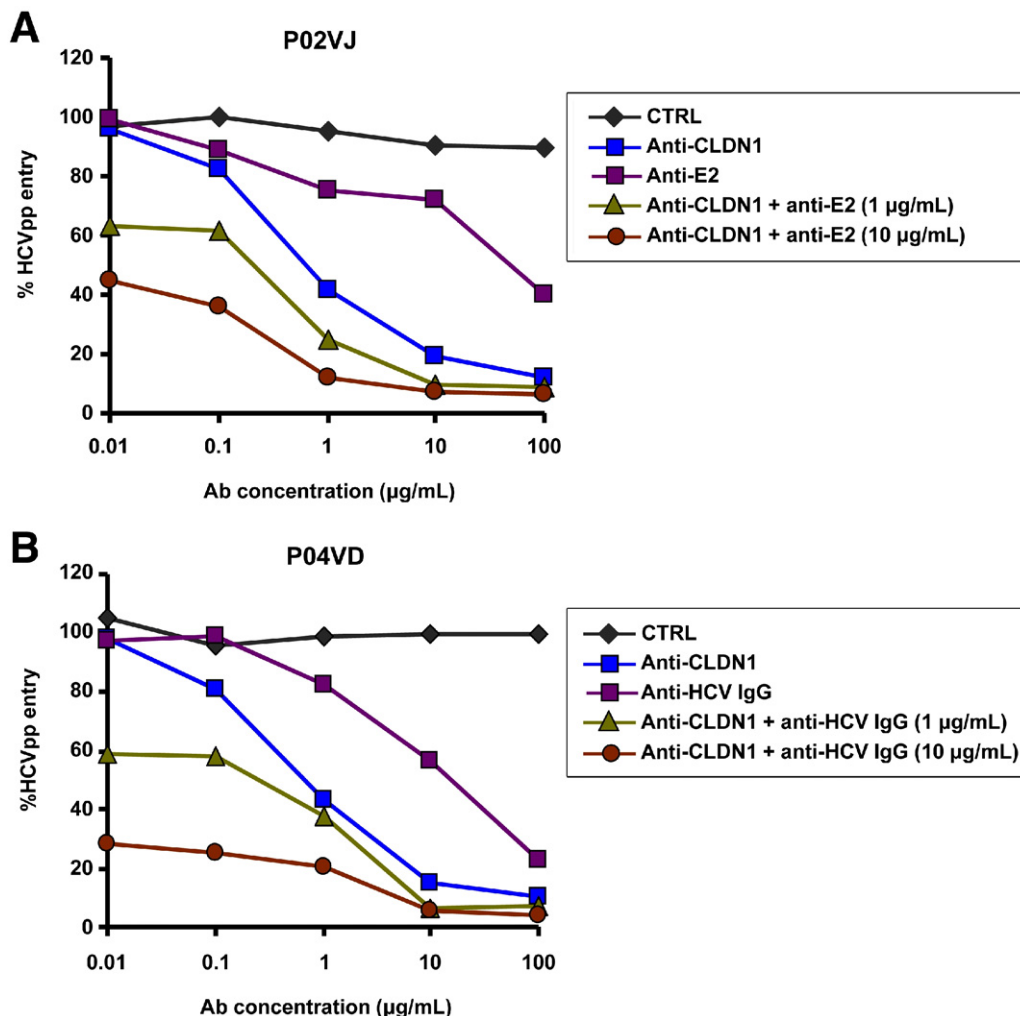 A
P02VJ
120
100
80
60
40
20
0
% HCVpp entry
0.01 0.1 1 10 100
Ab concentration (µg/mL)
CTRL
Anti-CLDN1
Anti-E2
Anti-CLDN1 + anti-E2 (1 µg/mL)
Anti-CLDN1 + anti-E2 (10 µg/mL)
B
P04VD
120
100
80
60
40
20
0
%HCVpp entry
0.01 0.1 1 10 100
Ab concentration (µg/mL)
CTRL
Anti-CLDN1
Anti-HCV IgG
Anti-CLDN1 + anti-HCV IgG (1 µg/mL)
Anti-CLDN1 + anti-HCV IgG (10 µg/mL)